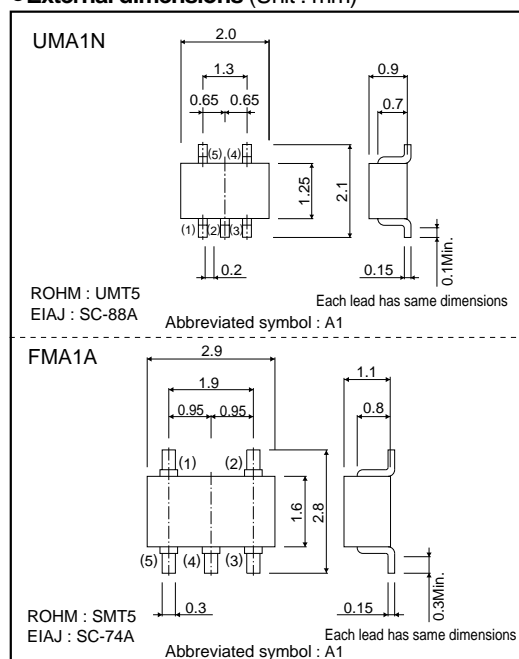 ●External dimensions (Unit : mm)
UMA1N
2.0
1.3
0.65 0.65
0.9
0.7
(5) (4)
1.25
2.1
(1) (2) (3)
0.2
0.15
0.1Min.
ROHM : UMT5
EIAJ : SC-88A
Each lead has same dimensions
Abbreviated symbol : A1
FMA1A
2.9
1.9
0.95 0.95
1.1
0.8
(1) (2)
1.6
2.8
(5) (4) (3)
0.3
0.15
0.3Min.
ROHM : SMT5
EIAJ : SC-74A
Each lead has same dimensions
Abbreviated symbol : A1